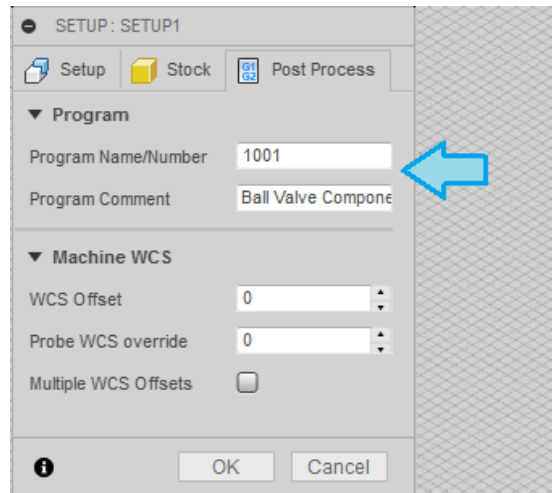 SETUP: SETUP1
Setup Stock G1 G2 Post Process
▼ Program
Program Name/Number 1001
Program Comment Ball Valve Compone
▼ Machine WCS
WCS Offset 0
Probe WCS override 0
Multiple WCS Offsets
OK Cancel